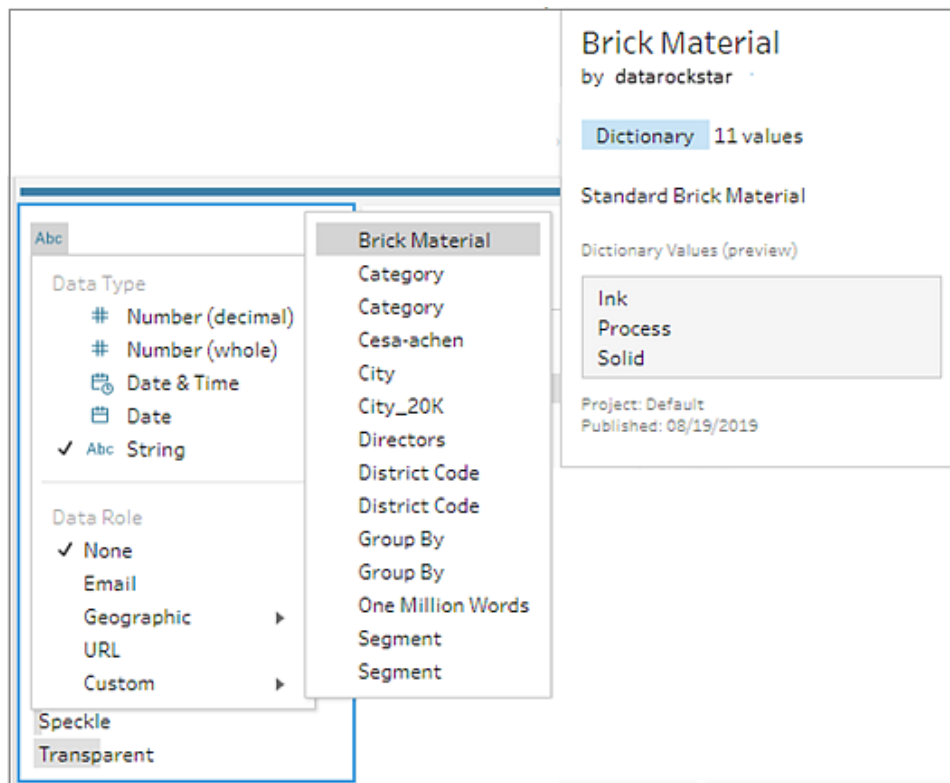 Brick Material
by datarockstar
Dictionary 11 values
Standard Brick Material
Dictionary Values (preview)
Ink
Process
Solid
Project: Default
Published: 08/19/2019
Abc
Data Type
Number (decimal)
Number (whole)
Date & Time
Date
Abc String
Data Role
None
Email
Geographic
URL
Custom
Speckle
Transparent
Brick Material
Category
Category
Cesa-achen
City
City_20K
Directors
District Code
District Code
Group By
Group By
One Million Words
Segment
Segment